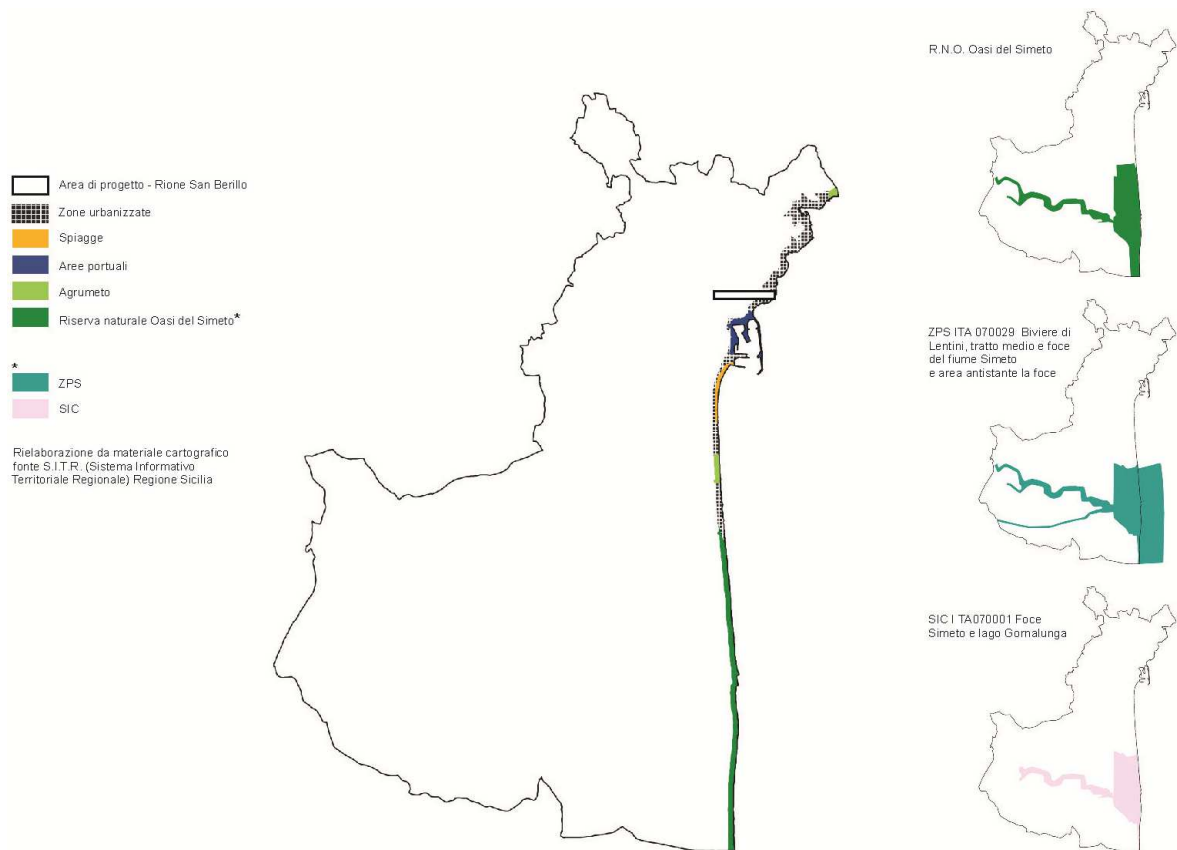 R.N.O. Oasi del Simeto
Area di progetto - Rione San Berillo
Zone urbanizzate
Spiagge
Aree portuali
Agrumeto
Riserva naturale Oasi del Simeto*
*
ZPS
SIC
Rielaborazione da materiale cartografico
fonte S.I.T.R. (Sistema Informativo
Territoriale Regionale) Regione Sicilia
ZPS ITA 070029 Biviere di
Lentini, tratto medio e foce
del fiume Simeto
e area antistante la foce
SIC I TA070001 Foce
Simeto e lago Gornalunga